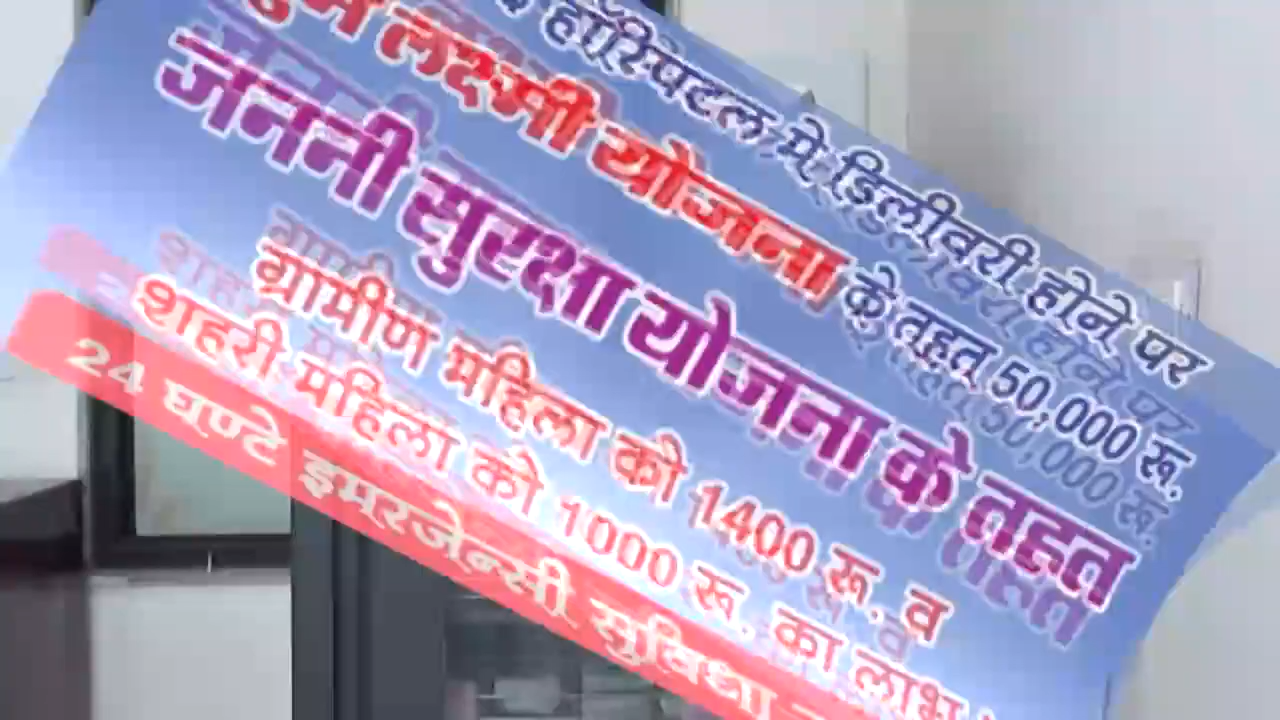 हॉस्पिटल में डिलीवरी होने पर
लक्ष्मी योजना के तहत 50,000 रू.
जननी सुरक्षा योजना के तहत
ग्रामीण महिला को 1400 रू. व
शहरी महिला को 1000 रू. का लाभ
24 घण्टे इमरजेन्सी सुविधा